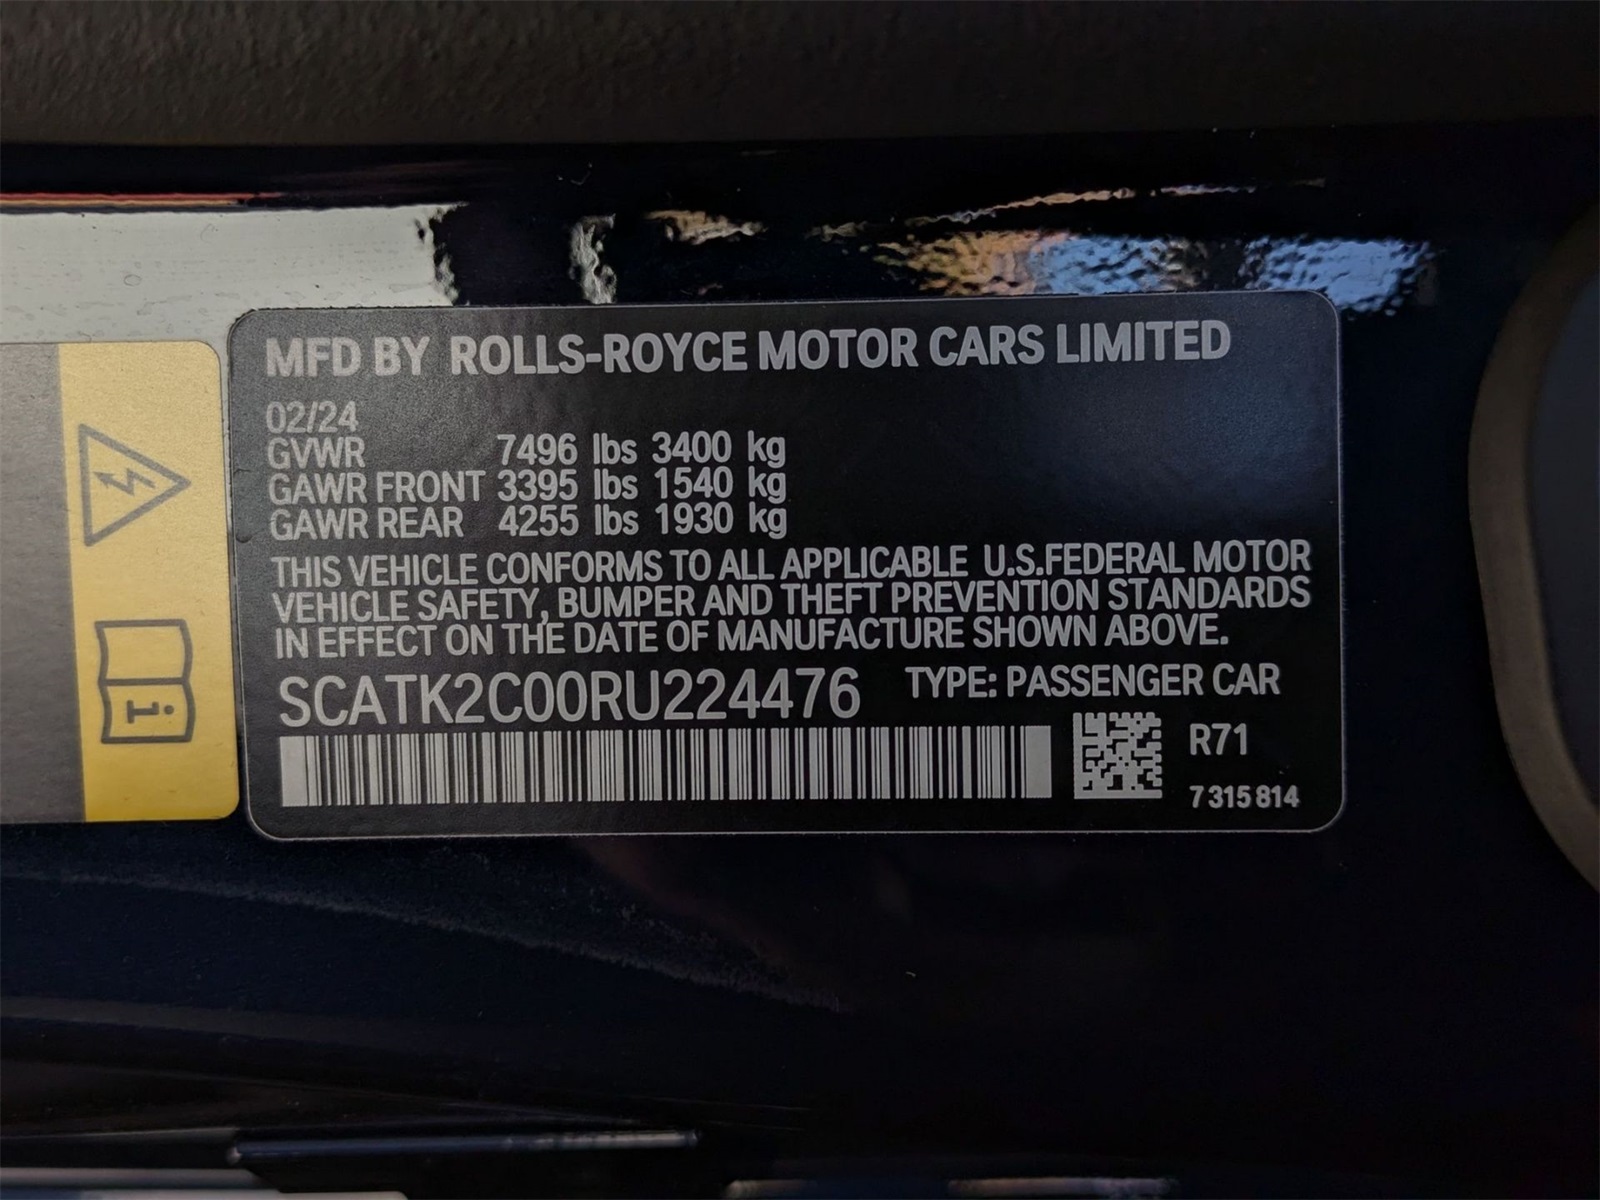 MFD BY ROLLS-ROYCE MOTOR CARS LIMITED
02/24
GVWR 7496 lbs 3400 kg
GAWR FRONT 3395 lbs 1540 kg
GAWR REAR 4255 lbs 1930 kg
THIS VEHICLE CONFORMS TO ALL APPLICABLE U.S.FEDERAL MOTOR
VEHICLE SAFETY, BUMPER AND THEFT PREVENTION STANDARDS
IN EFFECT ON THE DATE OF MANUFACTURE SHOWN ABOVE.
SCATK2C00RU224476 TYPE: PASSENGER CAR
R71
7 315 814
i